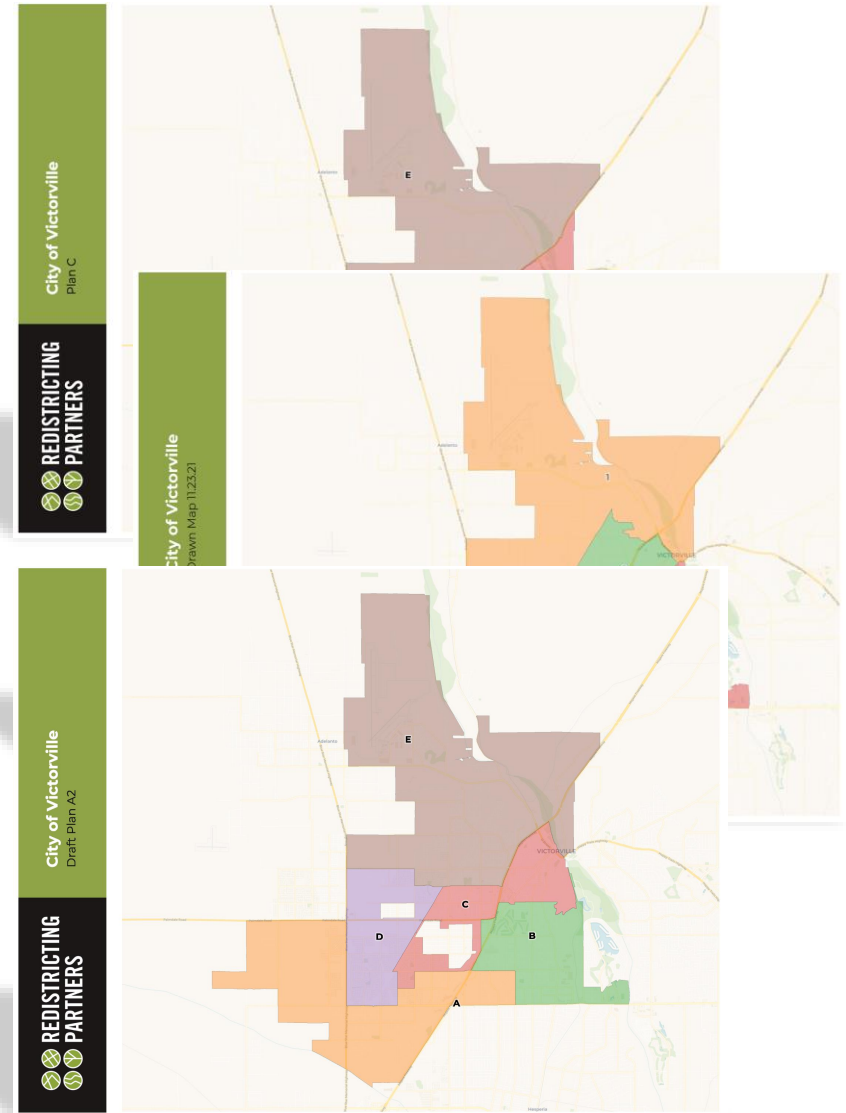 City of Victorville
Plan C
REDISTRICTING
PARTNERS
Adelanto
E
City of Victorville
Drawn Map 11.23.21
Adelanto
1
VICTORVILLE
City of Victorville
Draft Plan A2
REDISTRICTING
PARTNERS
Adelanto
E
VICTORVILLE
C
D
B
A
Hesperia